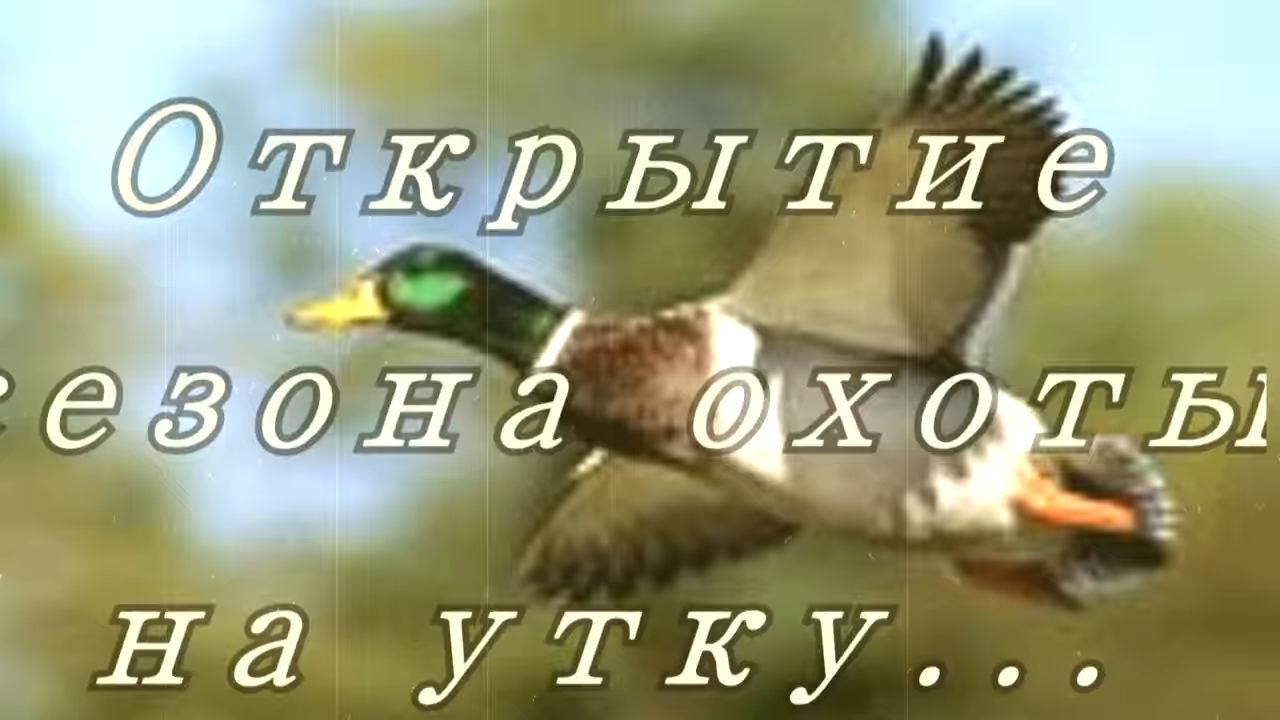 Открытие
сезона охоты
на утку...